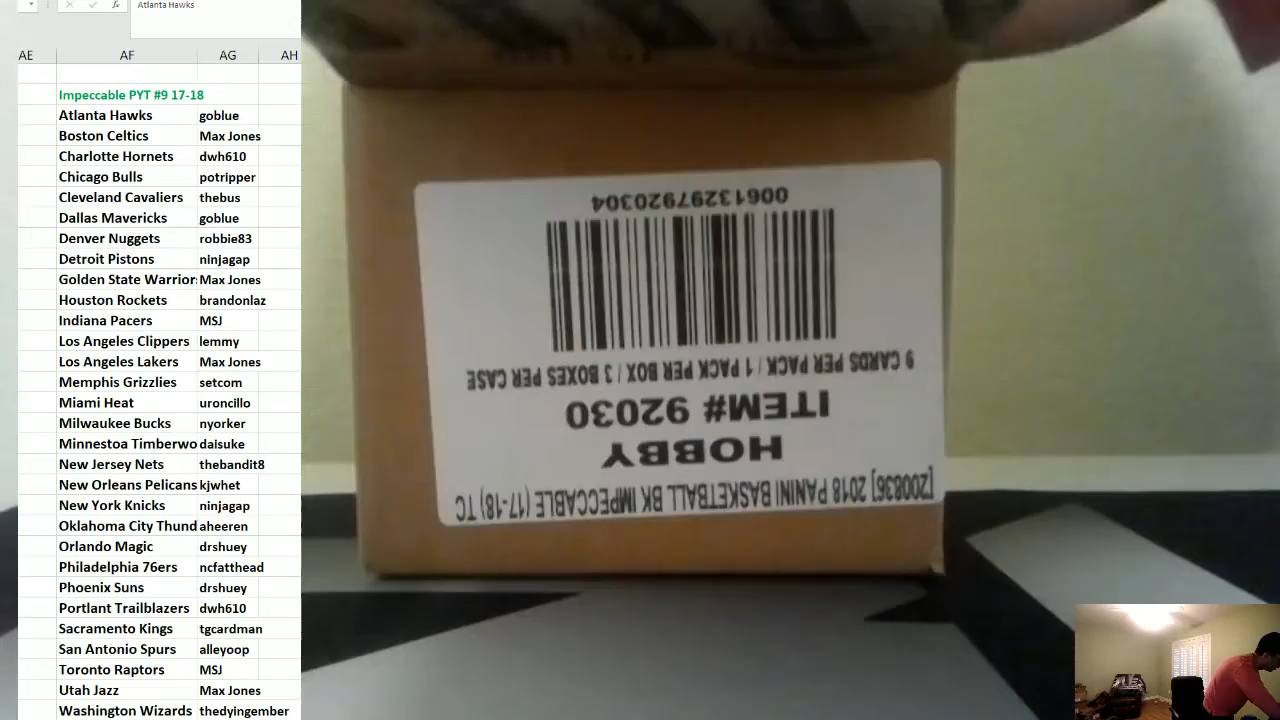 Atlanta Hawks
AE AF AG AH
Impeccable PYT #9 17-18
Atlanta Hawks goblue
Boston Celtics Max Jones
Charlotte Hornets dwh610
Chicago Bulls potripper
Cleveland Cavaliers thebus
Dallas Mavericks goblue
Denver Nuggets robbie83
Detroit Pistons ninjagap
Golden State Warrior Max Jones
Houston Rockets brandonlaz
Indiana Pacers MSJ
Los Angeles Clippers lemmy
Los Angeles Lakers Max Jones
Memphis Grizzlies setcom
Miami Heat uroncillo
Milwaukee Bucks nyorker
Minnestoa Timberwo daisuke
New Jersey Nets thebandit8
New Orleans Pelicans kjwhet
New York Knicks ninjagap
Oklahoma City Thund aheeren
Orlando Magic drshuey
Philadelphia 76ers ncfatthead
Phoenix Suns drshuey
Portlant Trailblazers dwh610
Sacramento Kings tgcardman
San Antonio Spurs alleyoop
Toronto Raptors MSJ
Utah Jazz Max Jones
Washington Wizards thedyingember
[200836] 2018 PANINI BASKETBALL BK IMPECCABLE (17-18) TC
HOBBY
ITEM# 92030
9 CARDS PER PACK / 1 PACK PER BOX / 3 BOXES PER CASE
00613297920304